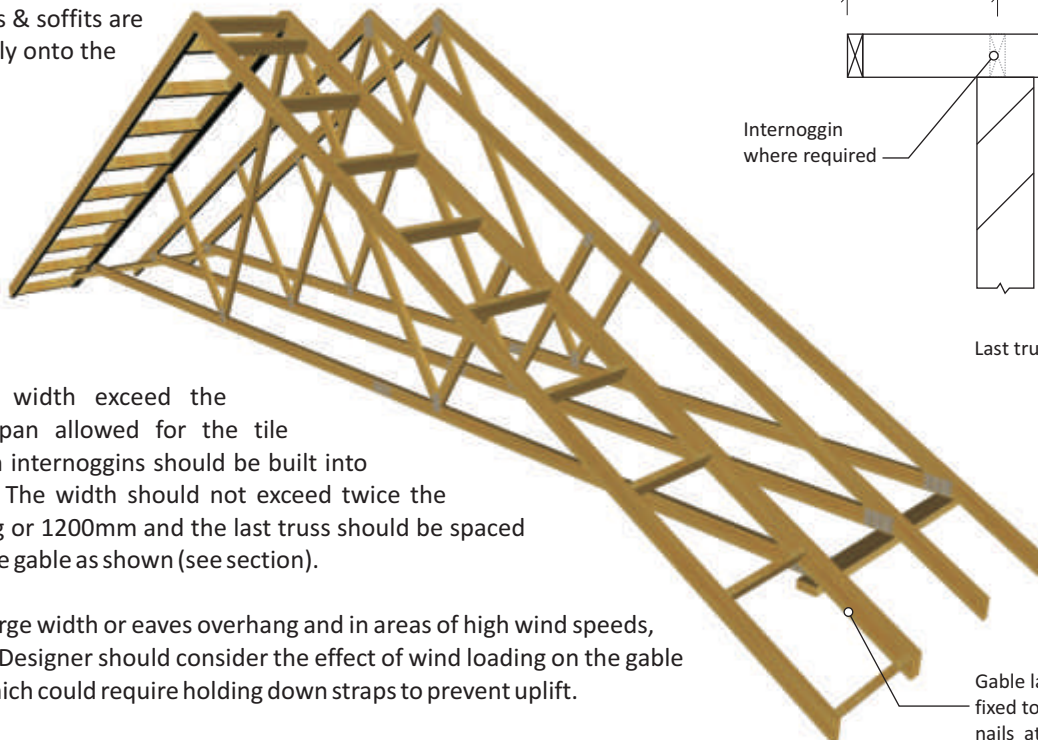 s & soffits are
ly onto the
Internoggin
where required
Last tru
width exceed the
pan allowed for the tile
internoggins should be built into
The width should not exceed twice the
g or 1200mm and the last truss should be spaced
e gable as shown (see section).
rge width or eaves overhang and in areas of high wind speeds,
Designer should consider the effect of wind loading on the gable
hich could require holding down straps to prevent uplift.
Gable la
fixed to
nails at